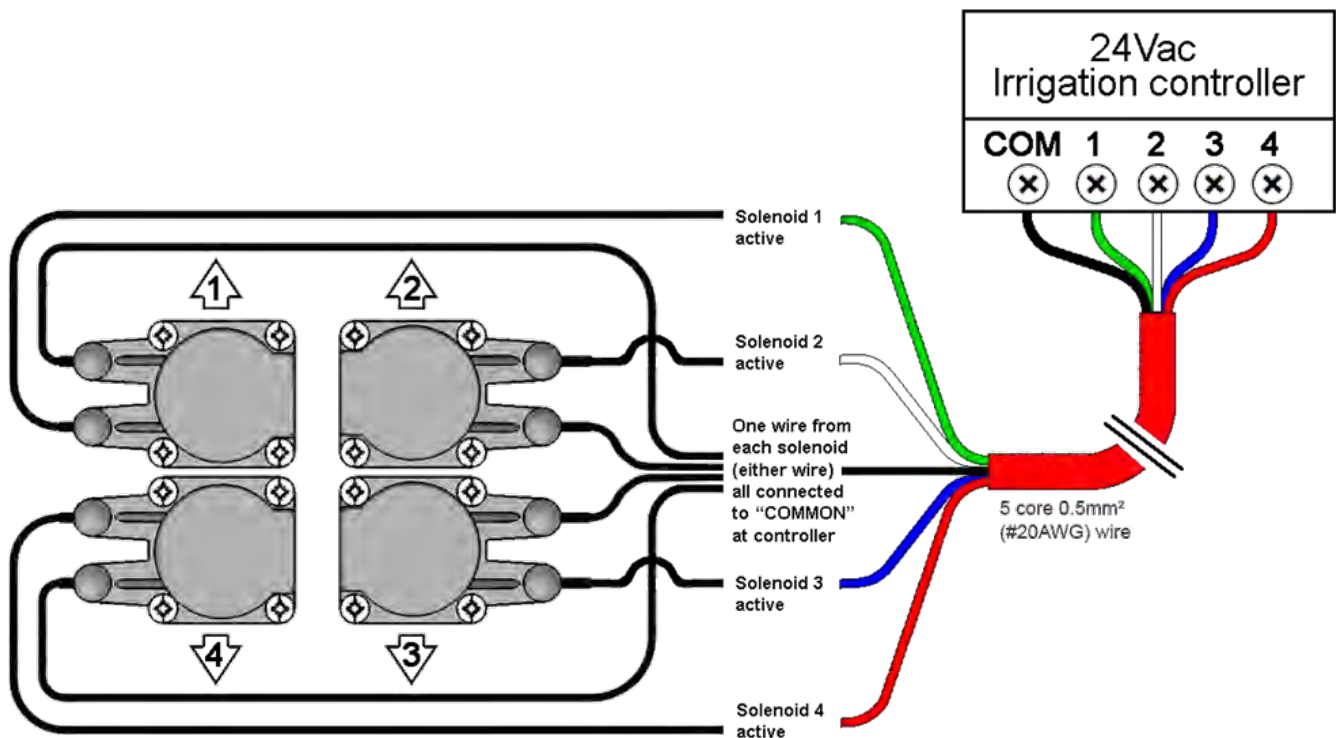 24Vac
Irrigation controller
COM 1 2 3 4
Solenoid 1
active
1 2
Solenoid 2
active
One wire from
each solenoid
(either wire)
all connected
to “COMMON”
at controller
5 core 0.5mm²
(#20AWG) wire
Solenoid 3
active
4 3
Solenoid 4
active